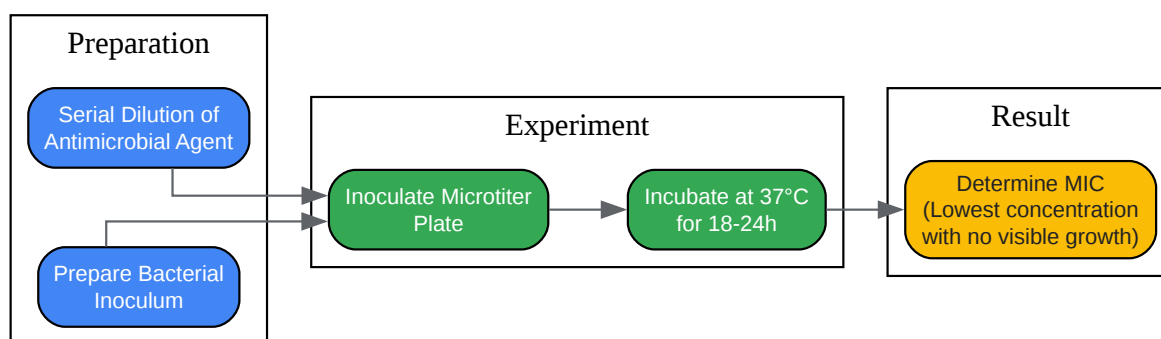 Preparation
Serial Dilution of
Antimicrobial Agent
Prepare Bacterial
Inoculum
Experiment
Inoculate Microtiter
Plate
Incubate at 37°C
for 18-24h
Result
Determine MIC
(Lowest concentration
with no visible growth)